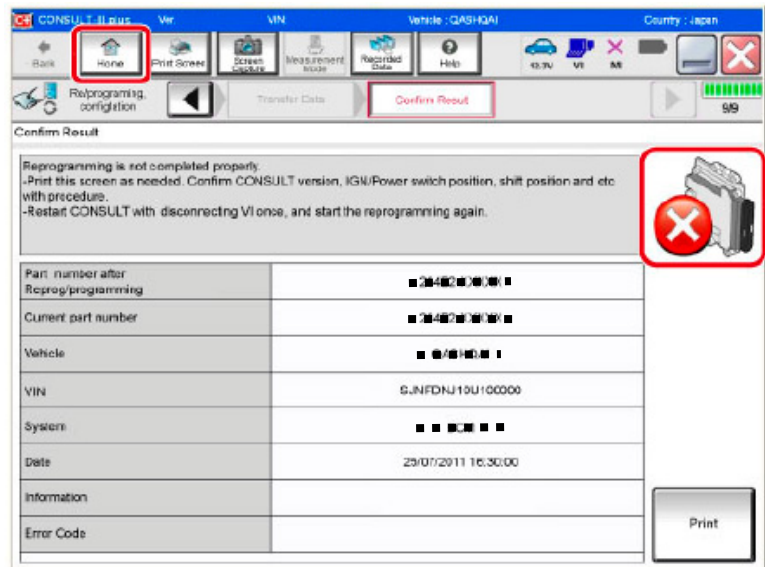 CONSULT-III plus Ver. VIN Vehicle : QASHQAI Country : Japan
Back Home Print Screen Screen Capture Measurement Mode Recorded Data Help 12.7V VI MI
Re/programing, configration Transfer Data Confirm Result 9/9
Confirm Result
Reprogramming is not completed properly.
-Print this screen as needed. Confirm CONSULT version, IGN/Power switch position, shift position and etc
with procedure.
-Restart CONSULT with disconnecting VI once, and start the reprogramming again.
Part number after
Reprog/programming
Current part number
Vehicle
VIN SJNFDNJ10U100000
System
Date 25/07/2011 16:30:00
Information
Error Code
Print